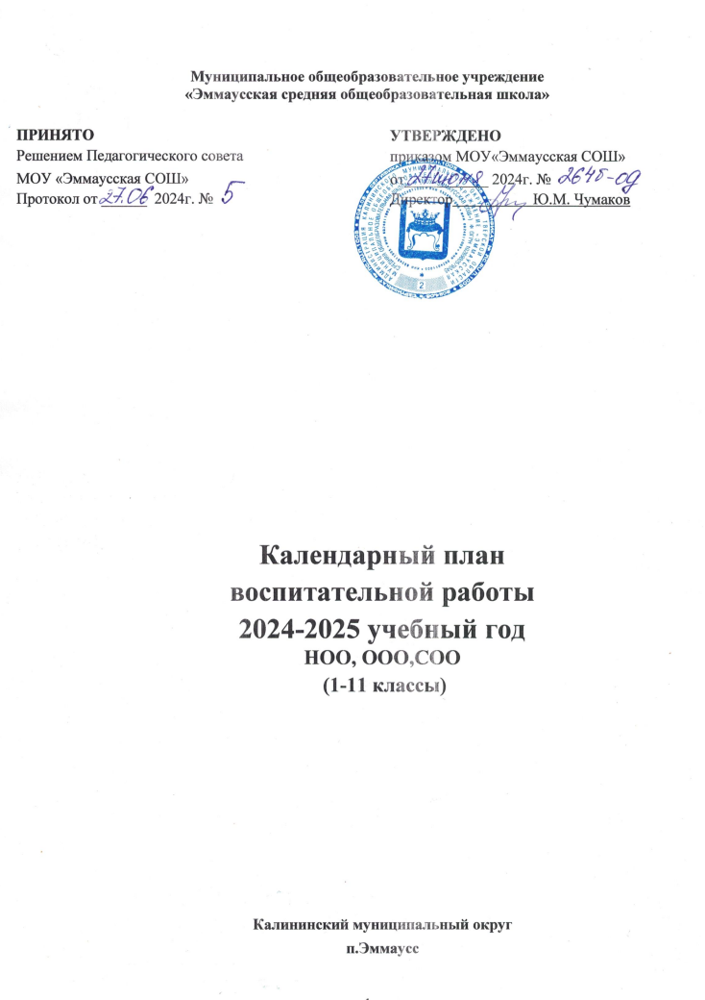 Муниципальное общеобразовательное учреждение
«Эммаусская средняя общеобразовательная школа»
ПРИНЯТО
Решением Педагогического совета
МОУ «Эммаусская СОШ»
Протокол от 27.06 2024г. № 5
УТВЕРЖДЕНО
приказом МОУ«Эммаусская СОШ»
от 27 июня 2024г. № 264б-од
Директор Ю.М. Чумаков
2
Календарный план
воспитательной работы
2024-2025 учебный год
НОО, ООО,СОО
(1-11 классы)
Калининский муниципальный округ
п.Эммаусс